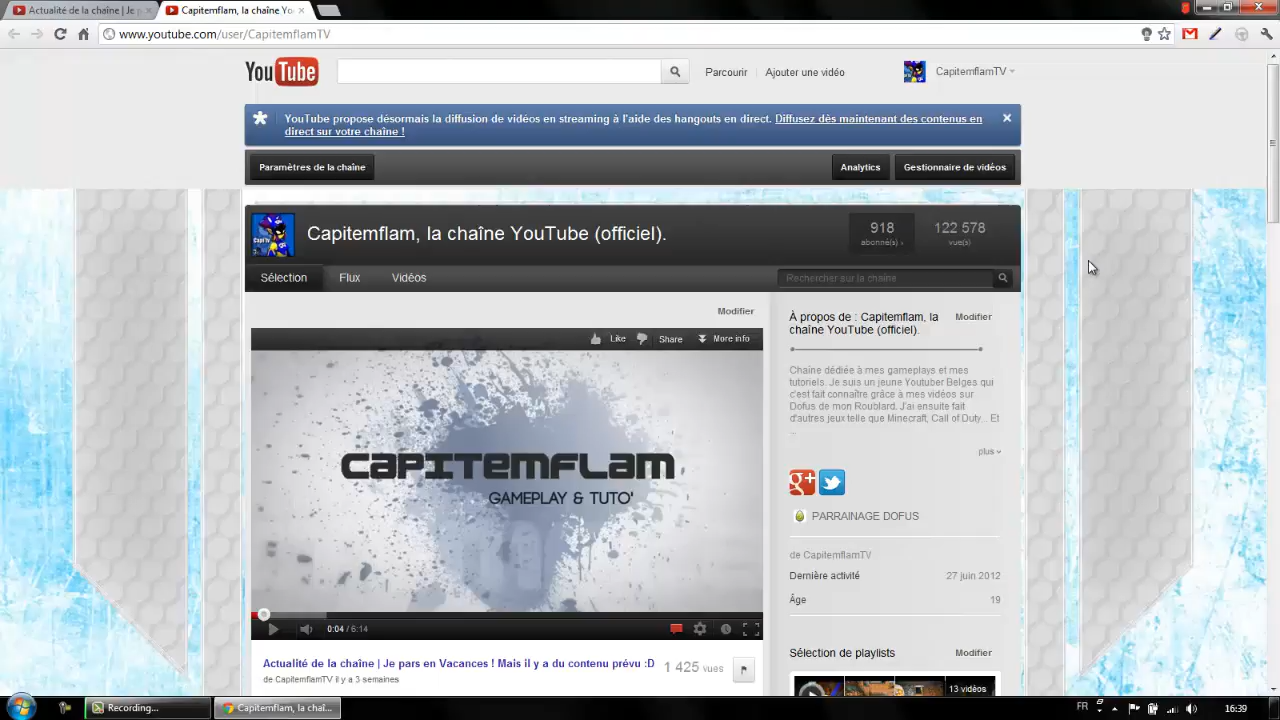 Actualité de la chaîne | Je p
Capitemflam, la chaîne Yo
www.youtube.com/user/CapitemflamTV
YouTube
Parcourir
Ajouter une vidéo
CapitemflamTV
YouTube propose désormais la diffusion de vidéos en streaming à l'aide des hangouts en direct. Diffusez dès maintenant des contenus en
direct sur votre chaîne !
Paramètres de la chaîne
Analytics
Gestionnaire de vidéos
Capitemflam, la chaîne YouTube (officiel).
918
abonné(s) ›
122 578
vue(s)
Sélection
Flux
Vidéos
Rechercher sur la chaîne
Modifier
Like
Share
More info
CAPITEMFLAM
GAMEPLAY & TUTO'
0:04 / 6:14
Actualité de la chaîne | Je pars en Vacances ! Mais il y a du contenu prévu :D
1 425 vues
de CapitemflamTV il y a 3 semaines
À propos de : Capitemflam, la
chaîne YouTube (officiel).
Modifier
Chaine dédiée à mes gameplays et mes
tutoriels. Je suis un jeune Youtuber Belges qui
c'est fait connaître grâce à mes vidéos sur
Dofus de mon Roublard. J'ai ensuite fait
d'autres jeux telle que Minecraft, Call of Duty... Et
...
plus
g+
PARRAINAGE DOFUS
de CapitemflamTV
Dernière activité
27 juin 2012
Âge
19
Sélection de playlists
Modifier
13 vidéos
Recording...
Capitemflam, la chaî...
FR
16:39